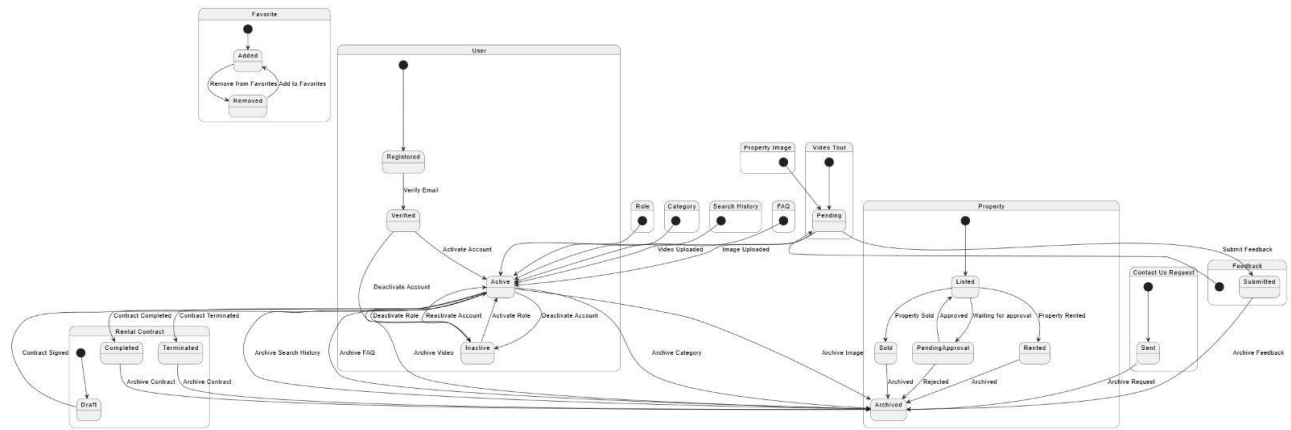 Favorite
Added
Remove from Favorites
Add to Favorites
Removed
User
Registered
Verify Email
Verified
Property Image
Video Tour
Pending
Role
Category
Search History
FAQ
Property
Activate Account
Video Uploaded
Image Uploaded
Submit Feedback
Deactivate Account
Active
Listed
Contact Us Request
Feedback
Submitted
Contract Completed
Contract Terminated
Deactivate Role
Reactivate Account
Activate Role
Deactivate Account
Property Sold
Approved
Waiting for approval
Property Rented
Rental Contract
Contract Signed
Completed
Terminated
Archive Search History
Archive FAQ
Archive Video
Inactive
Archive Category
Archive Image
Sold
PendingApproval
Rented
Sent
Archive Feedback
Archive Contract
Archive Contract
Archived
Rejected
Archived
Archive Request
Draft
Archived